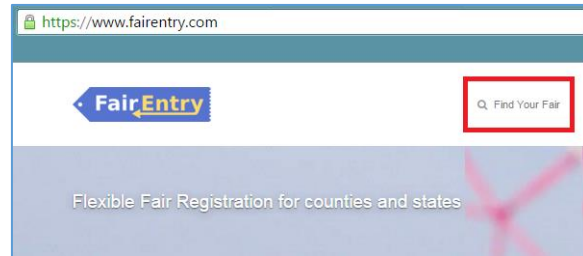 https://www.fairentry.com
FairEntry
Find Your Fair
Flexible Fair Registration for counties and states